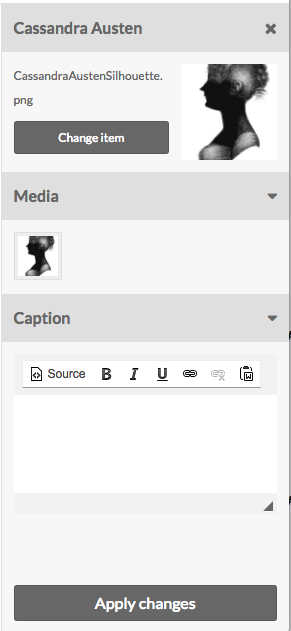 Cassandra Austen
CassandraAustenSilhouette.
png
Change item
Media
Caption
Source B I U
Apply changes